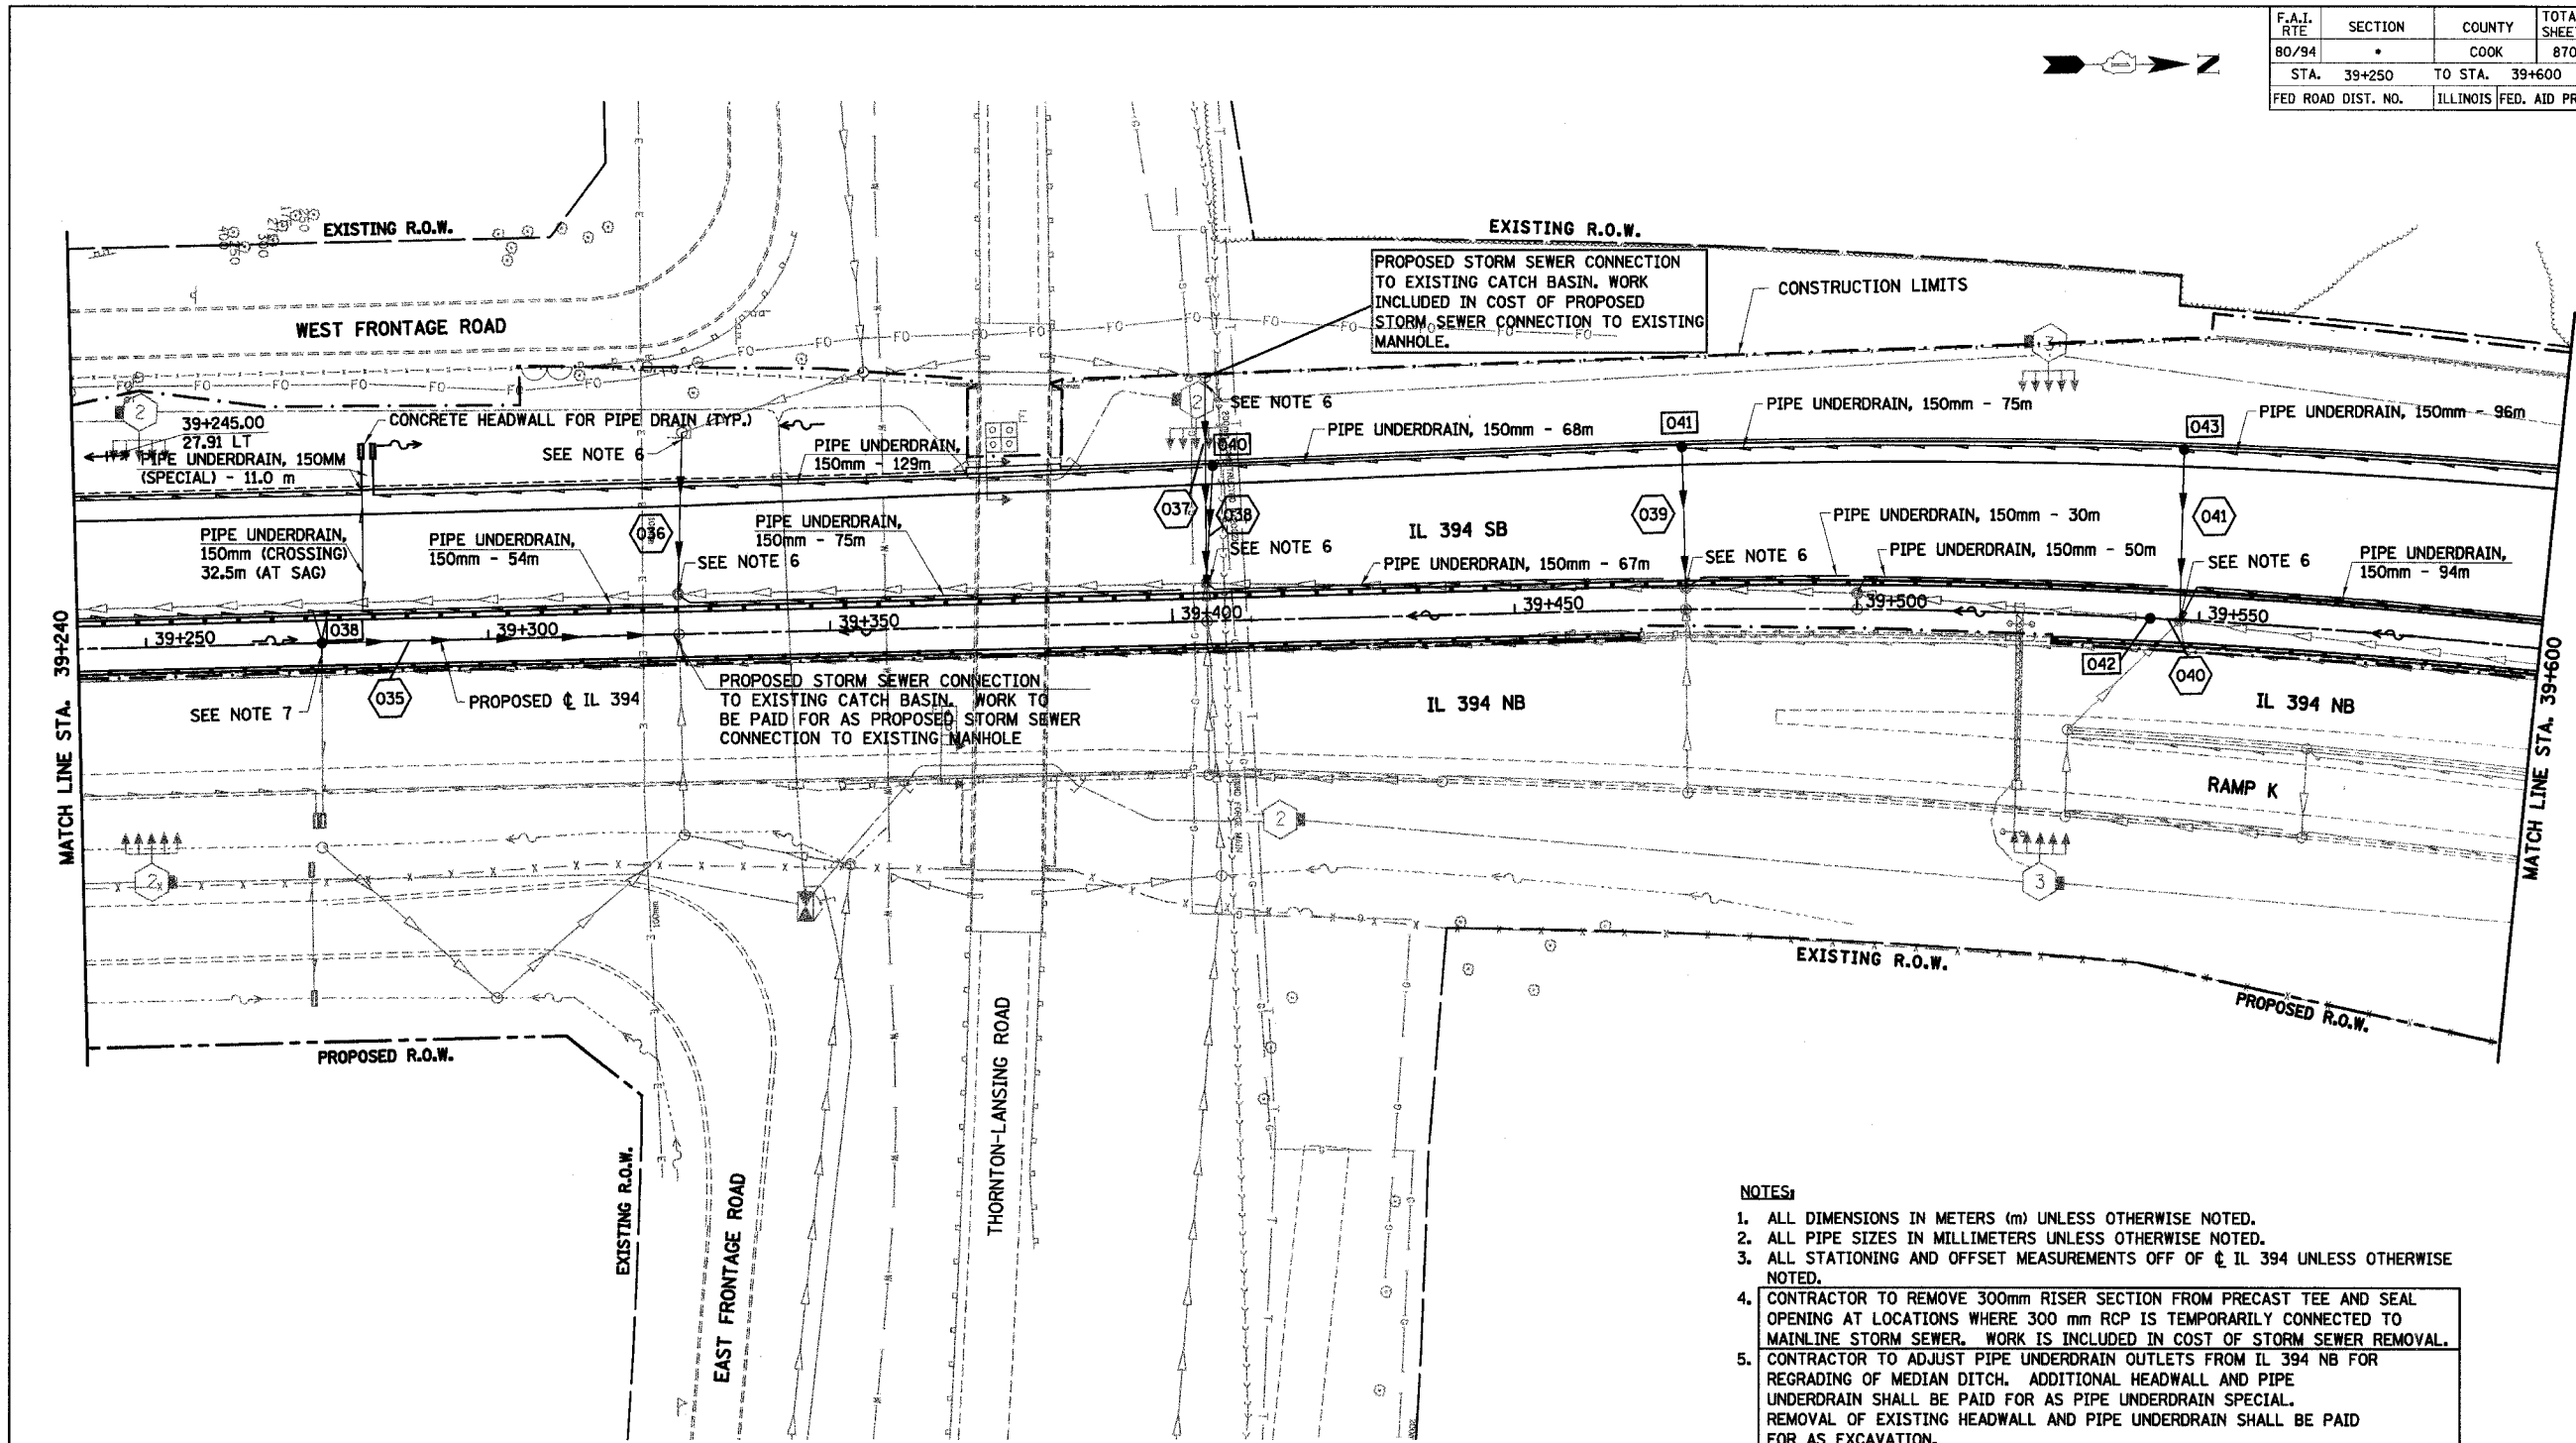 F.A.I. RTE SECTION COUNTY
80/94 • COOK 870
STA. 39+250 TO STA. 39+600
FED ROAD DIST. NO. ILLINOIS FED. AID
EXISTING R.O.W.
EXISTING R.O.W.
PROPOSED STORM SEWER CONNECTION
TO EXISTING CATCH BASIN. WORK
INCLUDED IN COST OF PROPOSED
STORM SEWER CONNECTION TO EXISTING
MANHOLE.
CONSTRUCTION LIMITS
WEST FRONTAGE ROAD
39+245.00
27.91 LT
CONCRETE HEADWALL FOR PIPE DRAIN (TYP.)
PIPE UNDERDRAIN, 150MM
(SPECIAL) - 11.0 m
SEE NOTE 6
PIPE UNDERDRAIN,
150mm - 129m
SEE NOTE 6
040
PIPE UNDERDRAIN, 150mm - 68m
041
PIPE UNDERDRAIN, 150mm - 75m
043
PIPE UNDERDRAIN, 150mm - 96m
PIPE UNDERDRAIN,
150mm (CROSSING)
32.5m (AT SAG)
PIPE UNDERDRAIN,
150mm - 54m
036
PIPE UNDERDRAIN,
150mm - 75m
SEE NOTE 6
037
038
SEE NOTE 6
IL 394 SB
PIPE UNDERDRAIN, 150mm - 67m
039
SEE NOTE 6
PIPE UNDERDRAIN, 150mm - 30m
PIPE UNDERDRAIN, 150mm - 50m
041
SEE NOTE 6
PIPE UNDERDRAIN,
150mm - 94m
MATCH LINE STA. 39+240
39+250
038
39+300
39+350
39+400
39+450
39+500
39+550
MATCH LINE STA. 39+600
SEE NOTE 7
035
PROPOSED ℄ IL 394
PROPOSED STORM SEWER CONNECTION
TO EXISTING CATCH BASIN. WORK TO
BE PAID FOR AS PROPOSED STORM SEWER
CONNECTION TO EXISTING MANHOLE
042
040
IL 394 NB
IL 394 NB
RAMP K
2
2
3
2
2
3
EXISTING R.O.W.
PROPOSED R.O.W.
PROPOSED R.O.W.
EXISTING R.O.W.
EAST FRONTAGE ROAD
THORNTON-LANSING ROAD
NOTES:
1. ALL DIMENSIONS IN METERS (m) UNLESS OTHERWISE NOTED.
2. ALL PIPE SIZES IN MILLIMETERS UNLESS OTHERWISE NOTED.
3. ALL STATIONING AND OFFSET MEASUREMENTS OFF OF ℄ IL 394 UNLESS OTHERWISE
NOTED.
4. CONTRACTOR TO REMOVE 300mm RISER SECTION FROM PRECAST TEE AND SEAL
OPENING AT LOCATIONS WHERE 300 mm RCP IS TEMPORARILY CONNECTED TO
MAINLINE STORM SEWER. WORK IS INCLUDED IN COST OF STORM SEWER REMOVAL.
5. CONTRACTOR TO ADJUST PIPE UNDERDRAIN OUTLETS FROM IL 394 NB FOR
REGRADING OF MEDIAN DITCH. ADDITIONAL HEADWALL AND PIPE
UNDERDRAIN SHALL BE PAID FOR AS PIPE UNDERDRAIN SPECIAL.
REMOVAL OF EXISTING HEADWALL AND PIPE UNDERDRAIN SHALL BE PAID
FOR AS EXCAVATION.